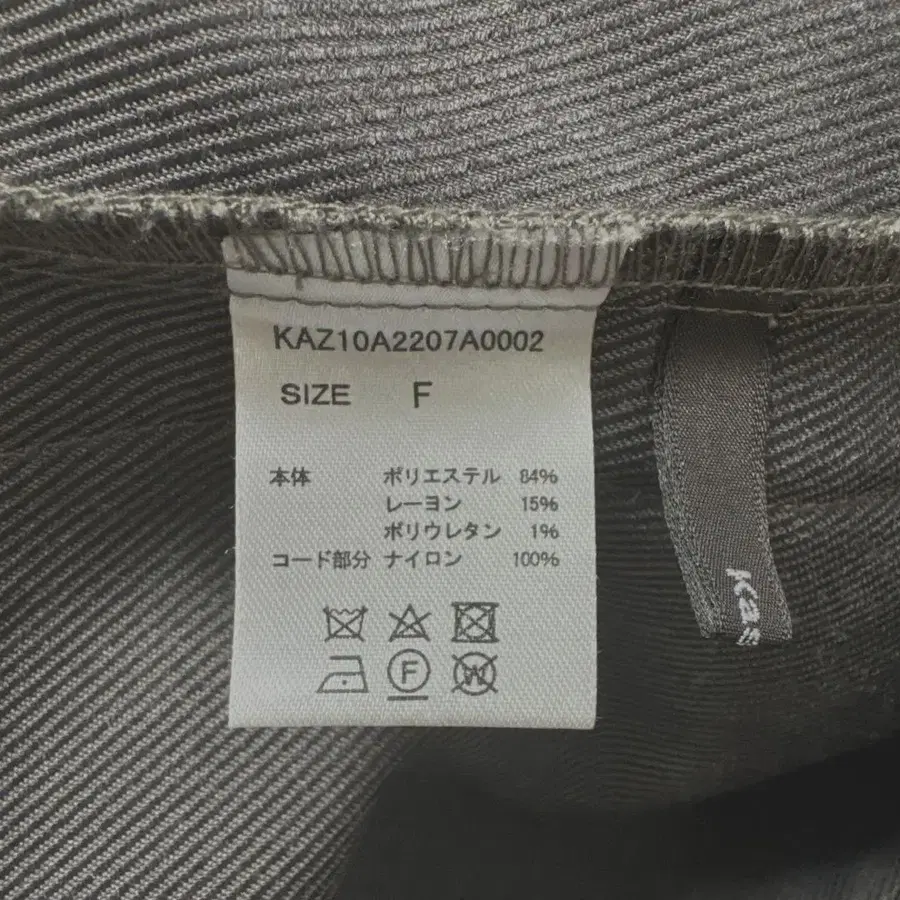 KAZ10A2207A0002
SIZE F
本体 ポリエステル 84%
レーヨン 15%
ポリウレタン 1%
コード部分 ナイロン 100%
F W
kas